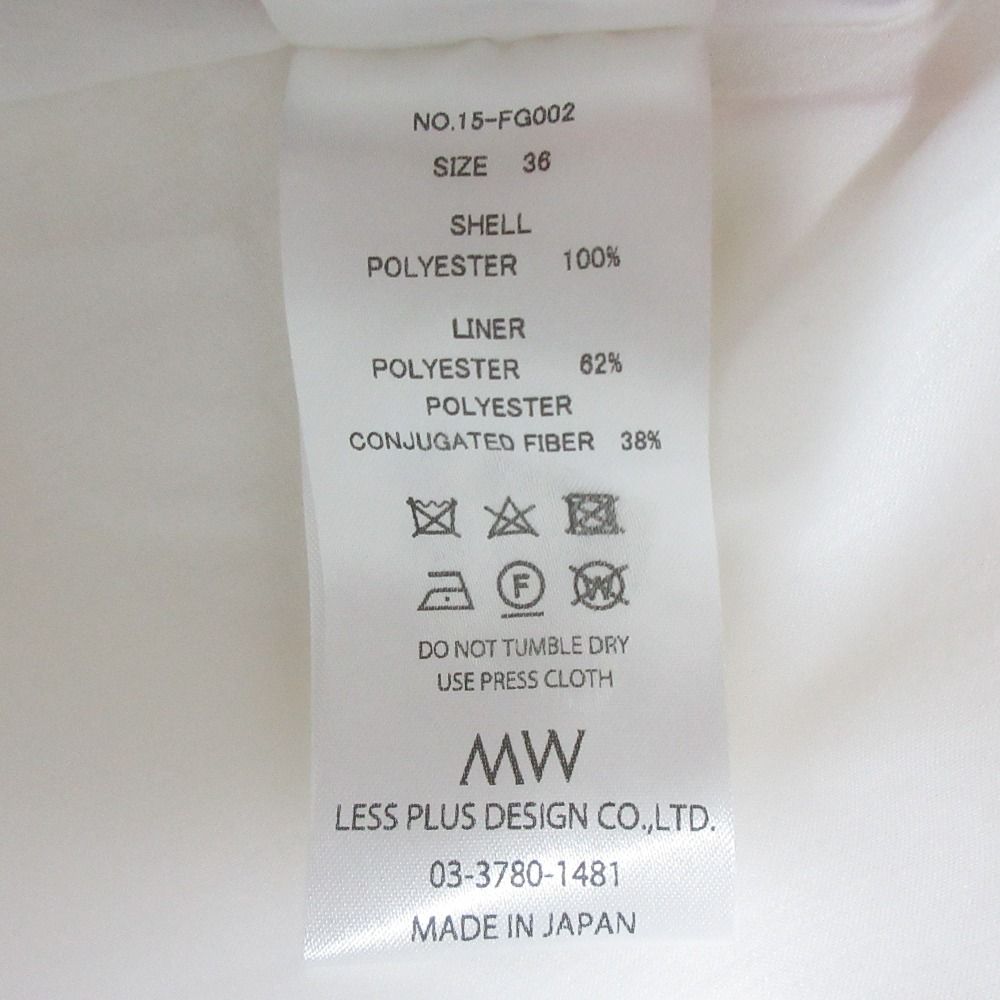 NO.15-FG002
SIZE 36
SHELL
POLYESTER 100%
LINER
POLYESTER 62%
POLYESTER
CONJUGATED FIBER 38%
F W
DO NOT TUMBLE DRY
USE PRESS CLOTH
MW
LESS PLUS DESIGN CO.,LTD.
03-3780-1481
MADE IN JAPAN